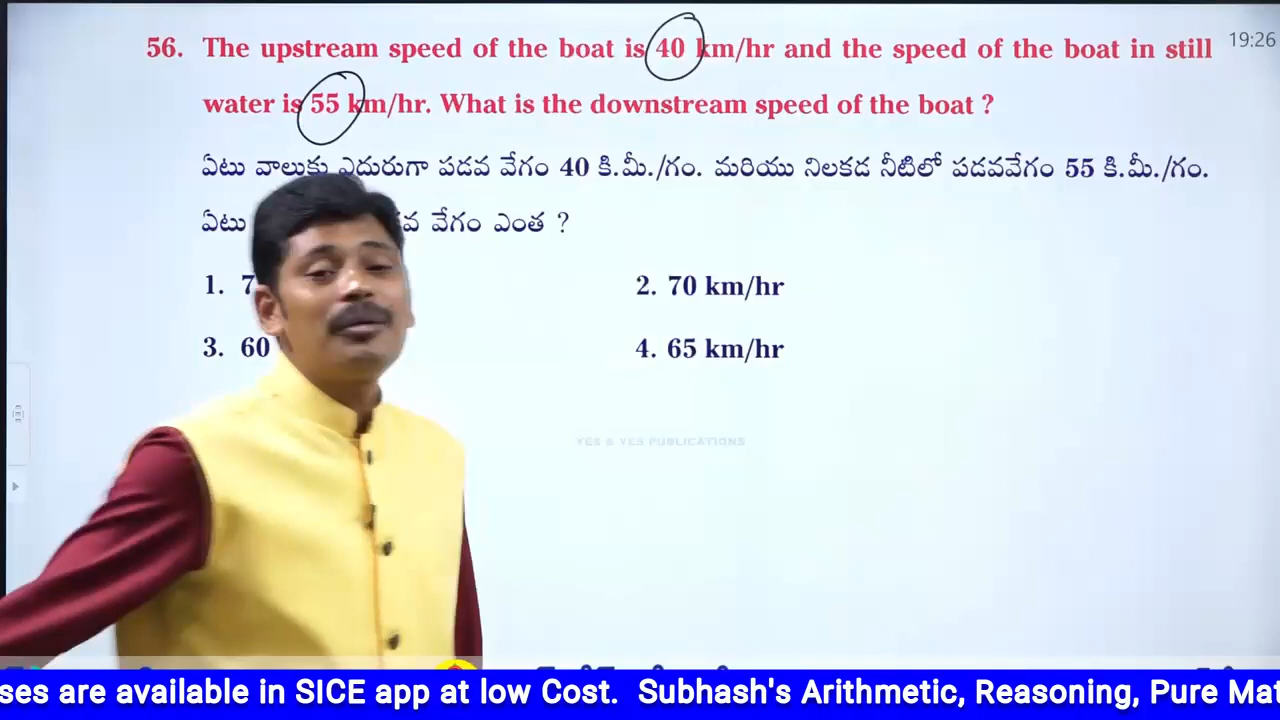 19:26
56. The upstream speed of the boat is 40 km/hr and the speed of the boat in still
water is 55 km/hr. What is the downstream speed of the boat ?
ఏటు వాలుకు ఎదురుగా పడవ వేగం 40 కి.మీ./గం. మరియు నిలకడ నీటిలో పడవవేగం 55 కి.మీ./గం.
ఏటు వేగం ఎంత ?
1. 7
2. 70 km/hr
3. 60
4. 65 km/hr
YES & YES PUBLICATIONS
are available in SICE app at low Cost. Subhash's Arithmetic, Reasoning, Pure